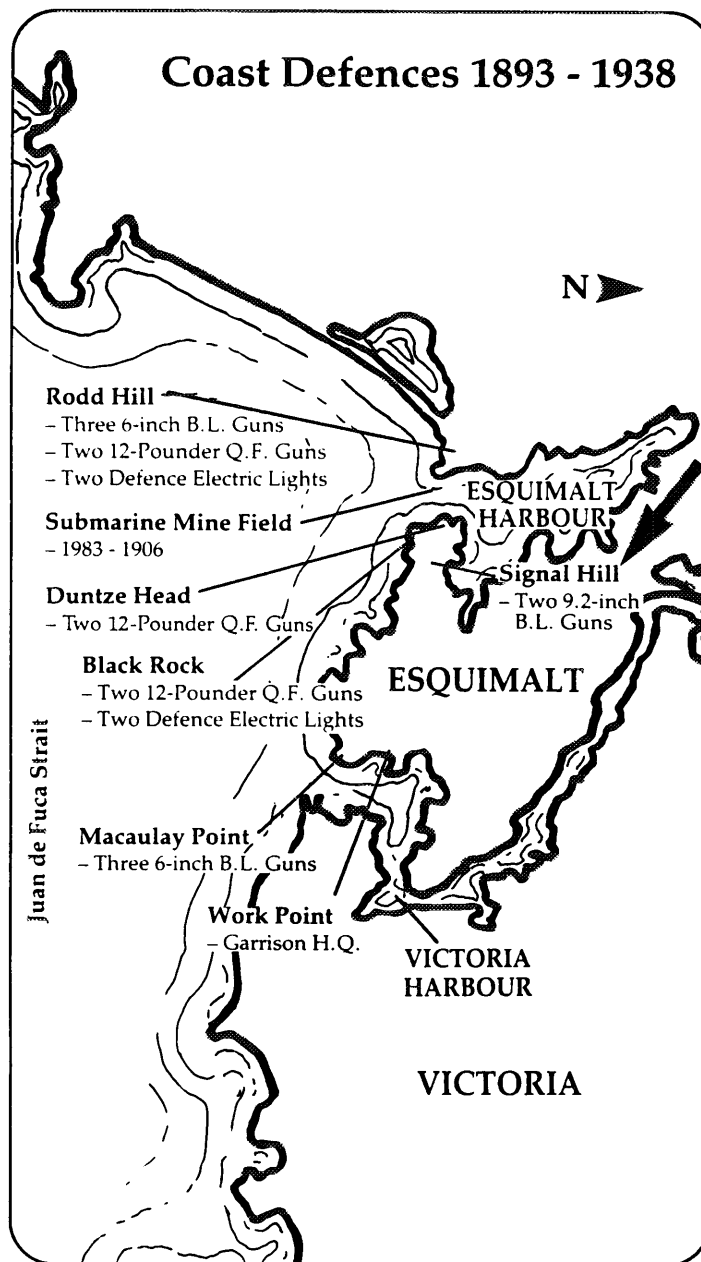 Coast Defences 1893 - 1938
N
Rodd Hill
– Three 6-inch B.L. Guns
– Two 12-Pounder Q.F. Guns
– Two Defence Electric Lights
ESQUIMALT
HARBOUR
Submarine Mine Field
– 1983 - 1906
Signal Hill
– Two 9.2-inch
B.L. Guns
Duntze Head
– Two 12-Pounder Q.F. Guns
Black Rock
– Two 12-Pounder Q.F. Guns
– Two Defence Electric Lights
ESQUIMALT
Juan de Fuca Strait
Macaulay Point
– Three 6-inch B.L. Guns
Work Point
– Garrison H.Q.
VICTORIA
HARBOUR
VICTORIA